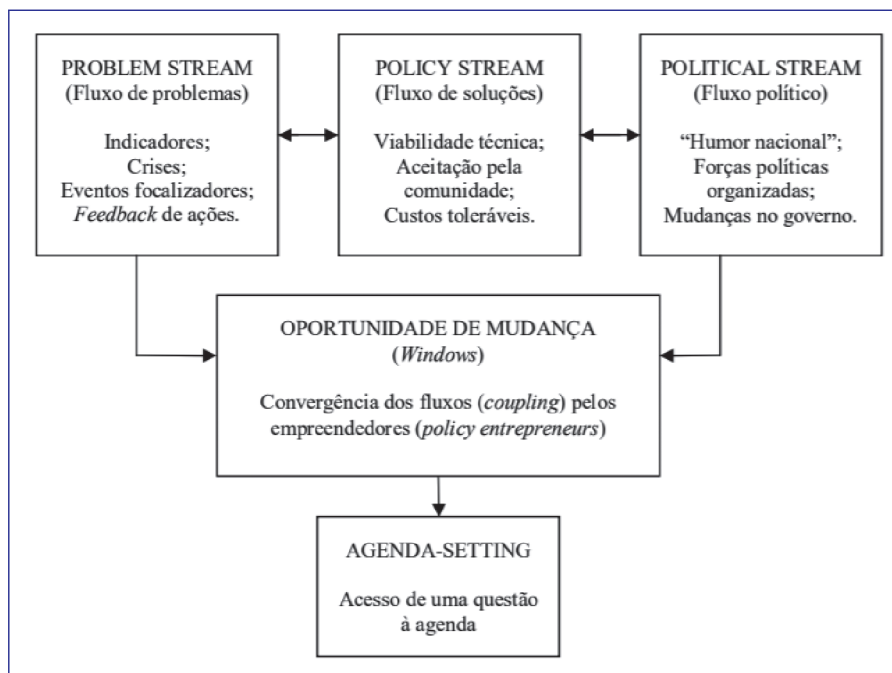 PROBLEM STREAM
(Fluxo de problemas)
Indicadores;
Crises;
Eventos focalizadores;
Feedback de ações.
POLICY STREAM
(Fluxo de soluções)
Viabilidade técnica;
Aceitação pela
comunidade;
Custos toleráveis.
POLITICAL STREAM
(Fluxo político)
“Humor nacional”;
Forças políticas
organizadas;
Mudanças no governo.
OPORTUNIDADE DE MUDANÇA
(Windows)
Convergência dos fluxos (coupling) pelos
empreendedores (policy entrepreneurs)
AGENDA-SETTING
Acesso de uma questão
à agenda